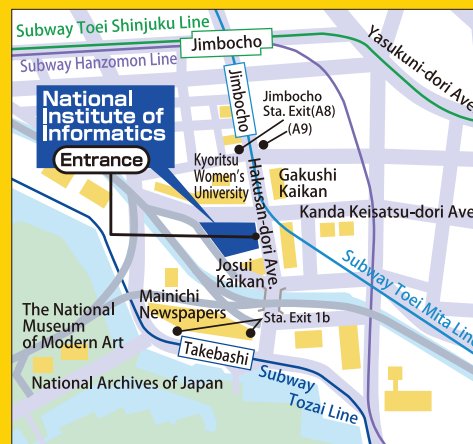 Subway Toei Shinjuku Line
Jimbocho
Subway Hanzomon Line
Yasukuni-dori Ave
Jimbocho
National
Institute of
Informatics
Entrance
Jimbocho
Sta. Exit(A8)
(A9)
Kyoritsu
Women's
University
Hakusan-dori Ave.
Gakushi
Kaikan
Kanda Keisatsu-dori Ave
Josui
Kaikan
Subway Toei Mita Line
Mainichi
Newspapers
Sta. Exit 1b
The National
Museum
of Modern Art
Takebashi
National Archives of Japan
Subway
Tozai Line